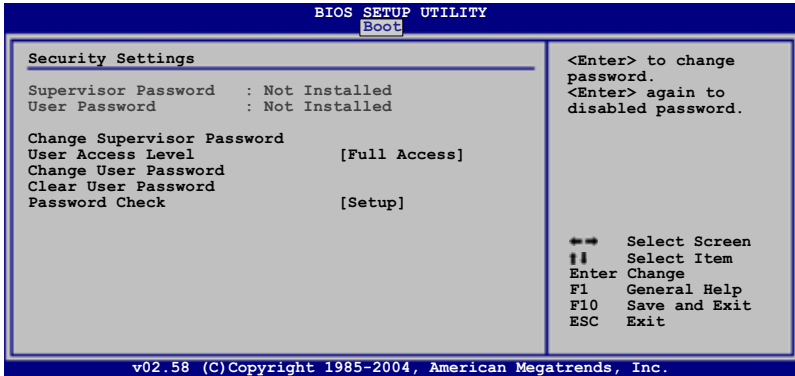 BIOS SETUP UTILITY
Boot
Security Settings
Supervisor Password : Not Installed
User Password : Not Installed
Change Supervisor Password
User Access Level [Full Access]
Change User Password
Clear User Password
Password Check [Setup]
<Enter> to change
password.
<Enter> again to
disabled password.
←→ Select Screen
↑↓ Select Item
Enter Change
F1 General Help
F10 Save and Exit
ESC Exit
v02.58 (C)Copyright 1985-2004, American Megatrends, Inc.